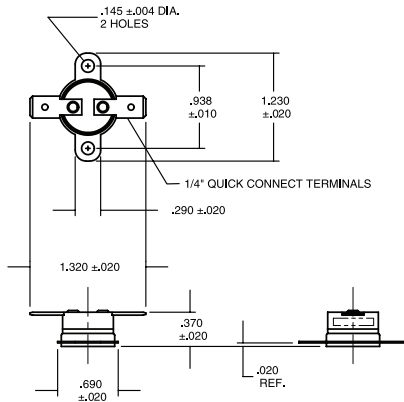 .145 ±.004 DIA.
2 HOLES
.938
±.010
1.230
±.020
1/4" QUICK CONNECT TERMINALS
.290 ±.020
1.320 ±.020
.370
±.020
.020
REF.
.690
±.020